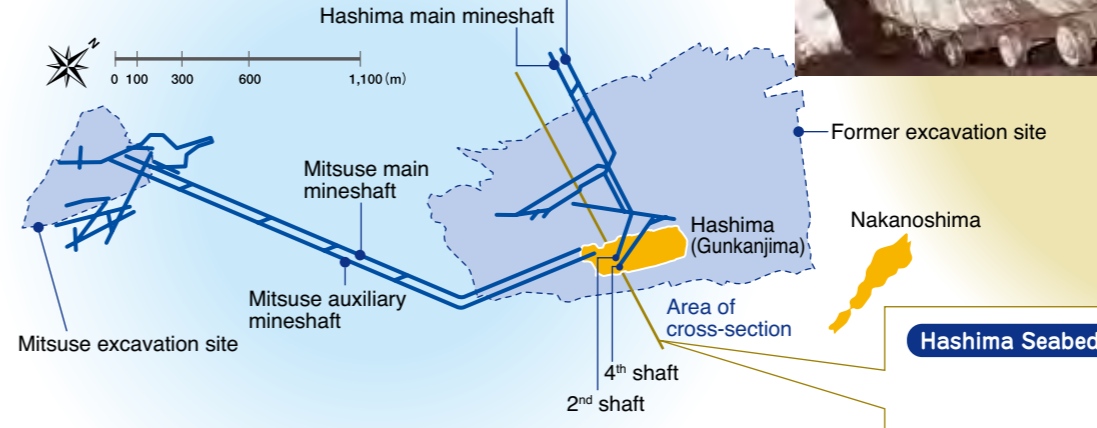 Hashima main mineshaft
N
0 100 300 600 1,100 (m)
Former excavation site
Mitsuse main
mineshaft
Nakanoshima
Hashima
(Gunkanjima)
Mitsuse auxiliary
mineshaft
Area of
cross-section
Mitsuse excavation site
Hashima Seabed
4th shaft
2nd shaft